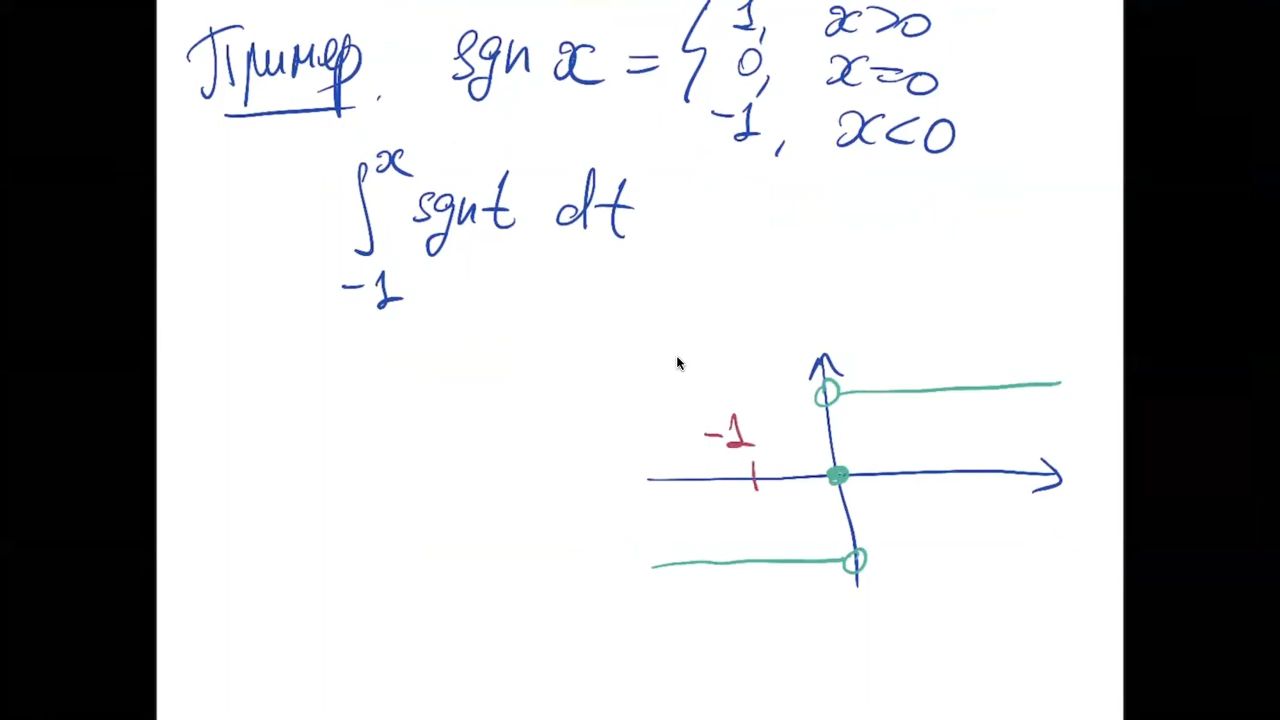 Пример. sgn x = { 1, x>0
0, x=0
-1, x<0
∫_{-1}^{x} sgn t dt
-1